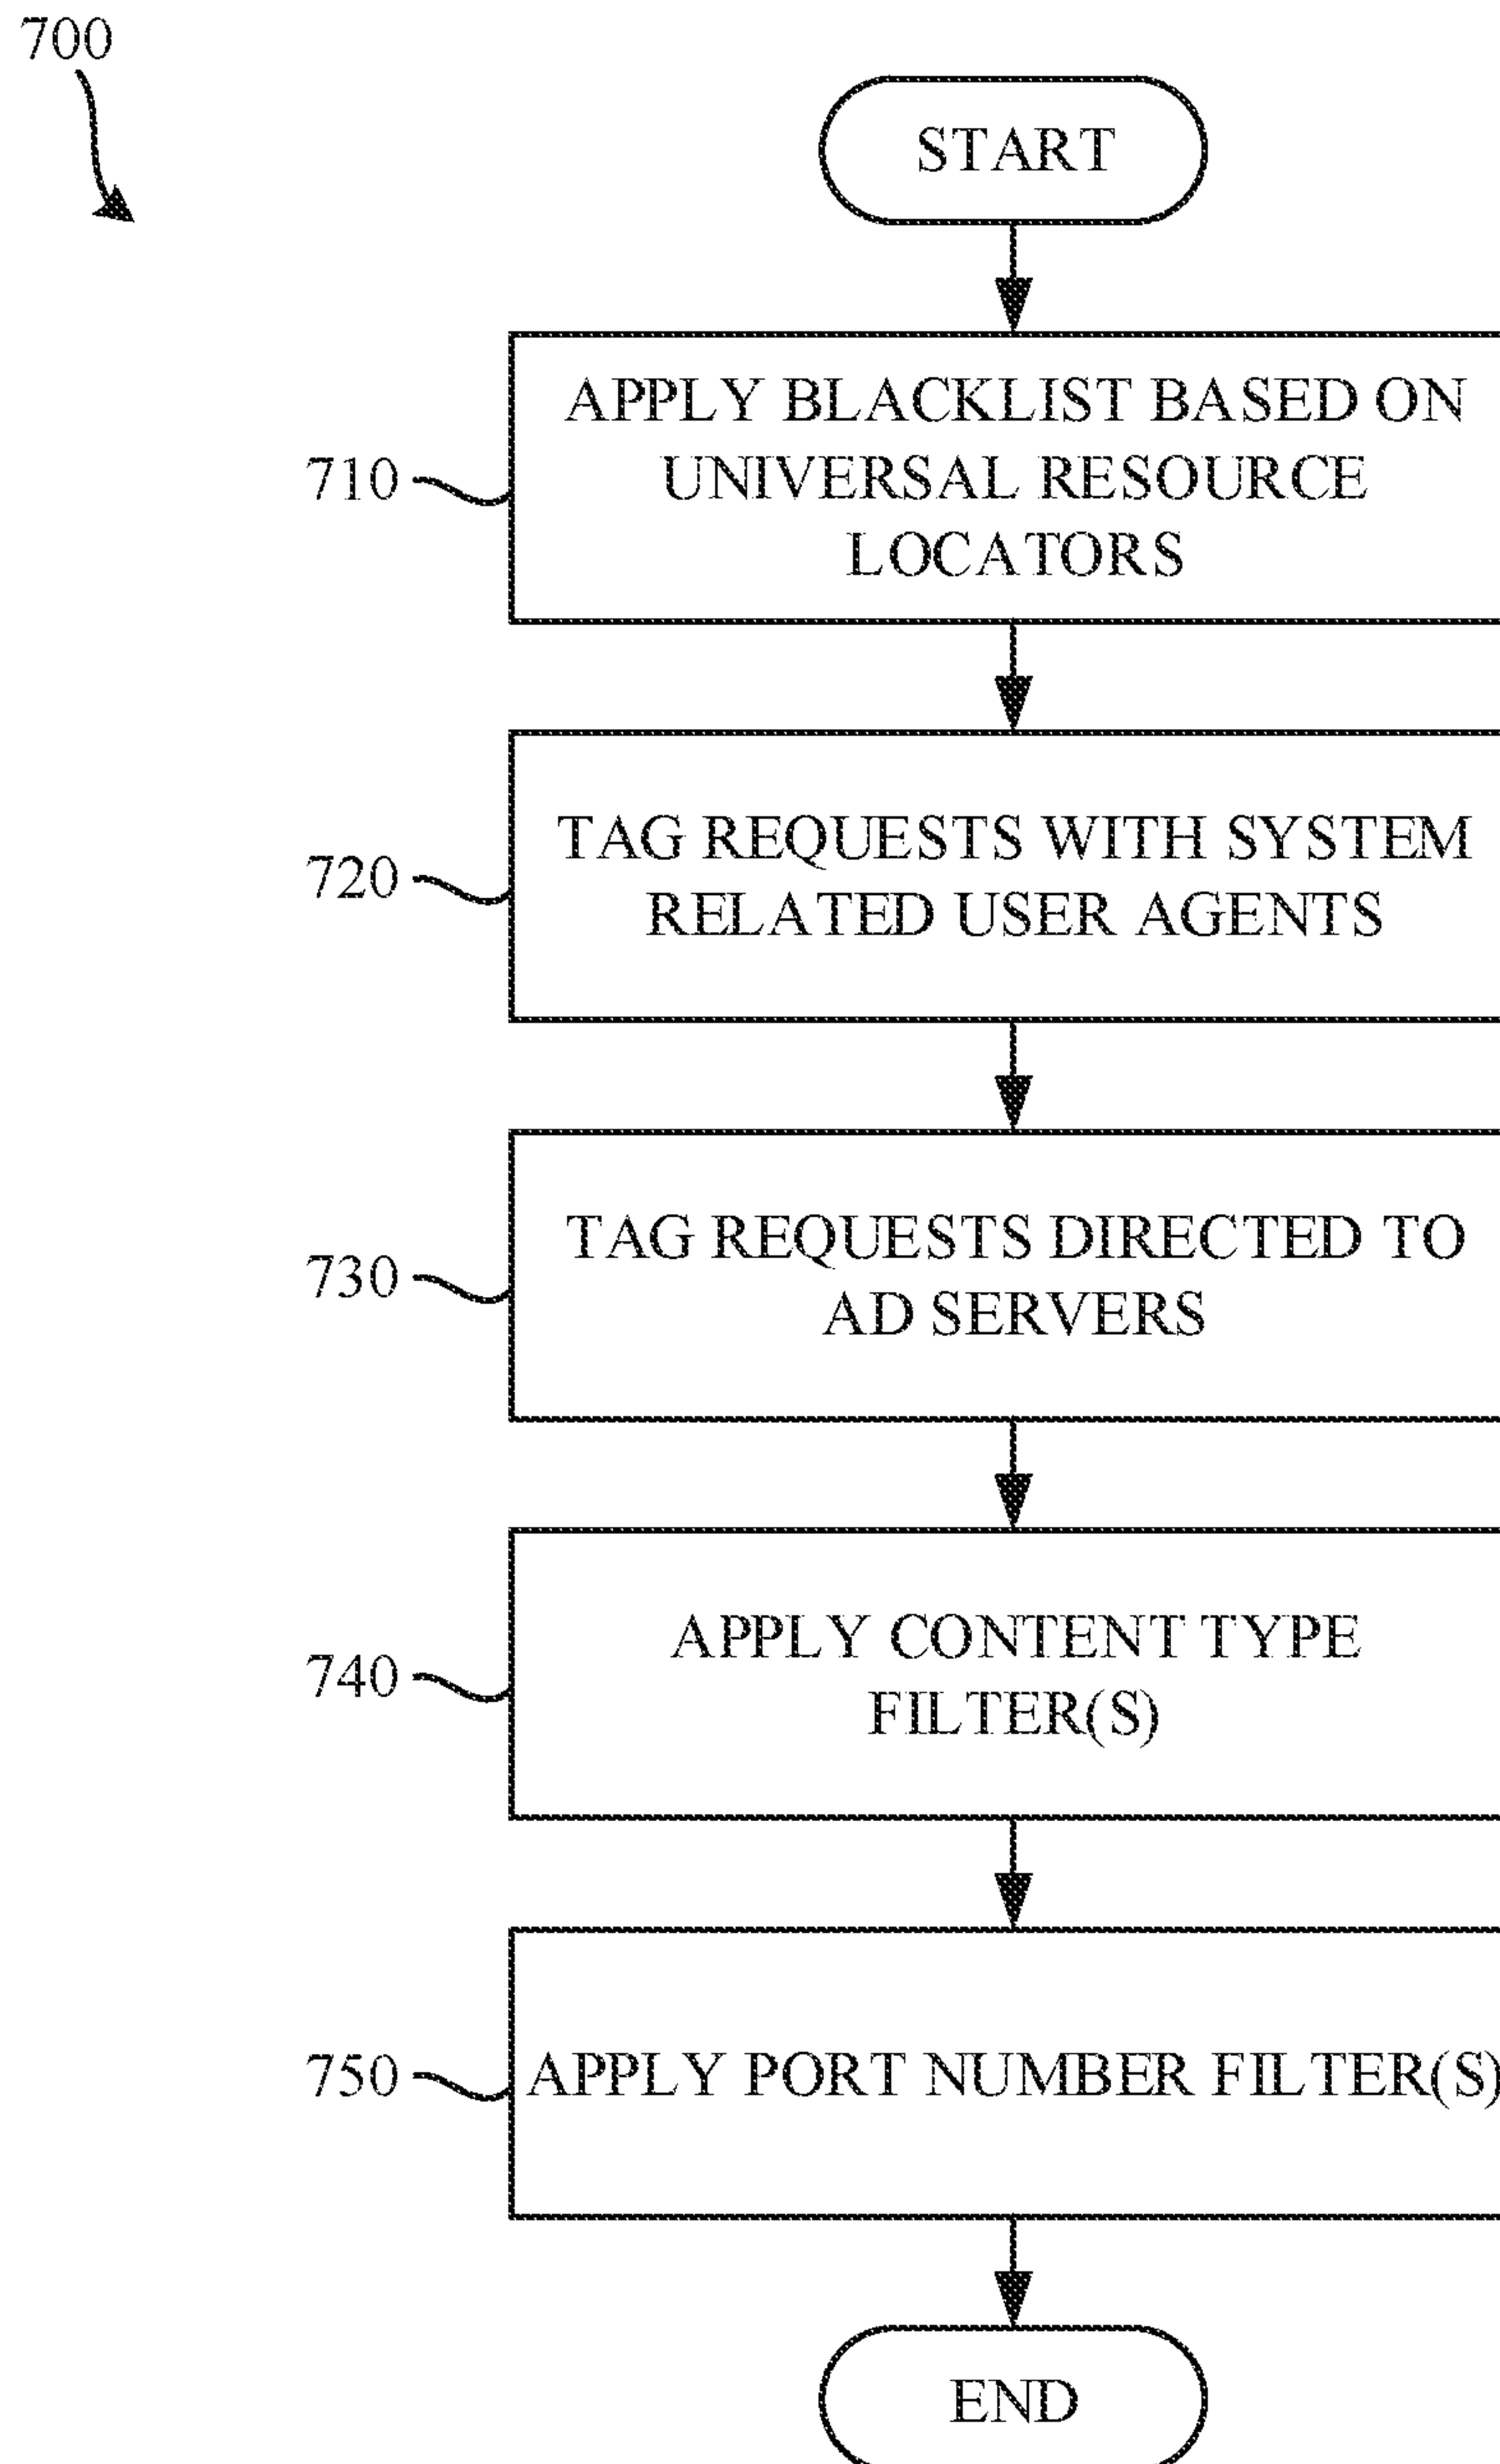 700
START
710
APPLY BLACKLIST BASED ON
UNIVERSAL RESOURCE
LOCATORS
720
TAG REQUESTS WITH SYSTEM
RELATED USER AGENTS
730
TAG REQUESTS DIRECTED TO
AD SERVERS
740
APPLY CONTENT TYPE
FILTER(S)
750
APPLY PORT NUMBER FILTER(S)
END